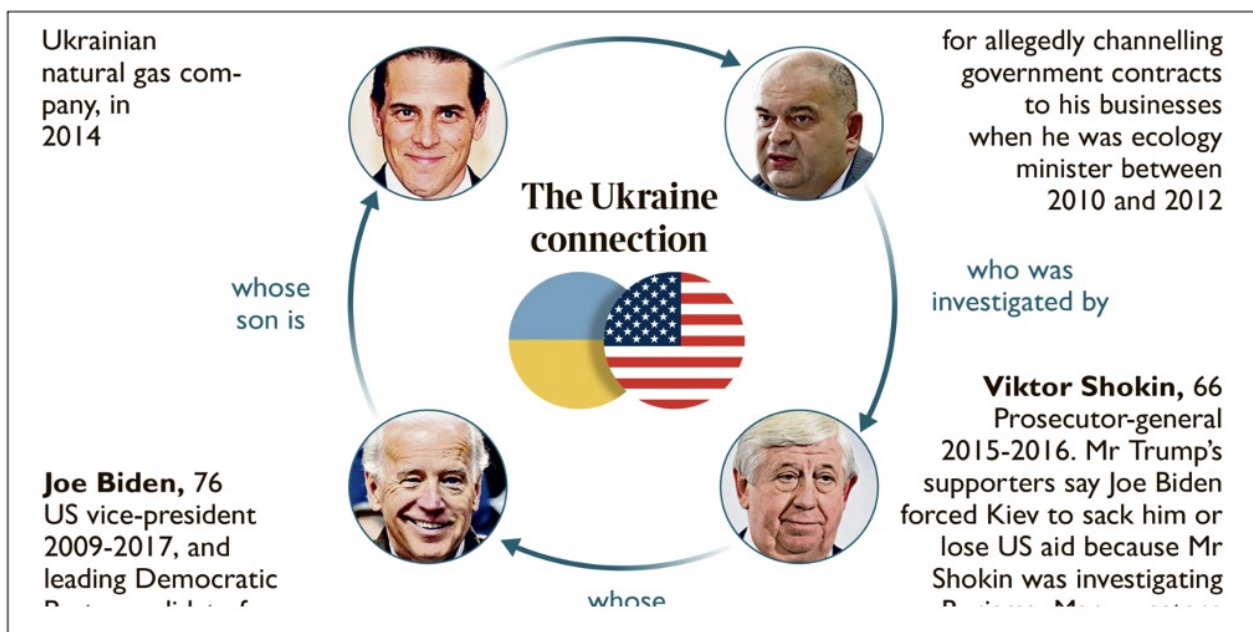 Ukrainian
natural gas com-
pany, in
2014
for allegedly channelling
government contracts
to his businesses
when he was ecology
minister between
2010 and 2012
The Ukraine
connection
whose
son is
who was
investigated by
Viktor Shokin, 66
Prosecutor-general
2015-2016. Mr Trump’s
supporters say Joe Biden
forced Kiev to sack him or
lose US aid because Mr
Shokin was investigating
Joe Biden, 76
US vice-president
2009-2017, and
leading Democratic
whose